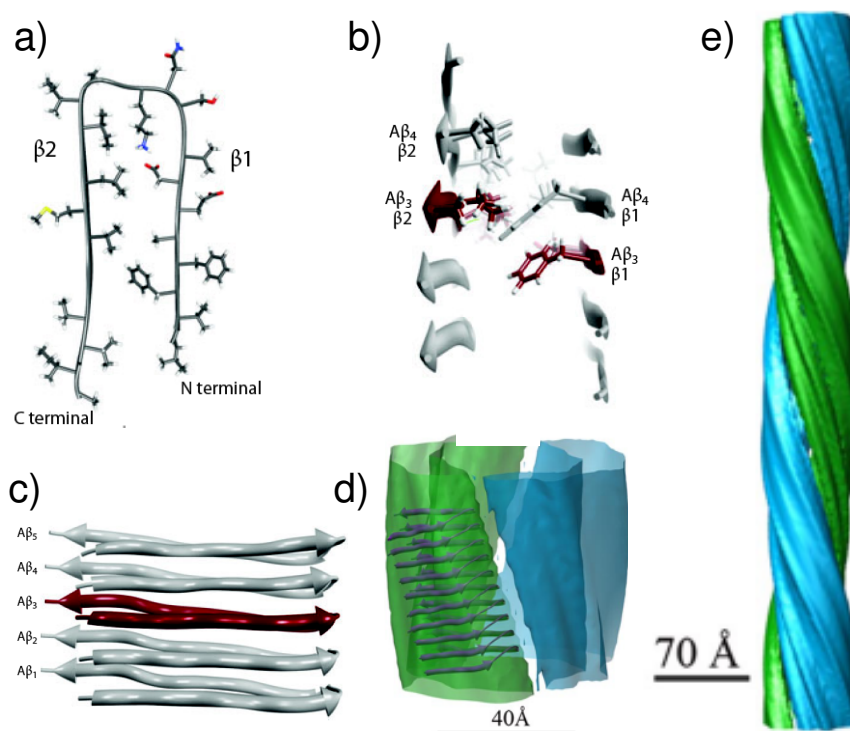 a)
β2
β1
N terminal
C terminal
b)
Aβ4
β2
Aβ3
β2
Aβ4
β1
Aβ3
β1
c)
Aβ5
Aβ4
Aβ3
Aβ2
Aβ1
d)
40Å
e)
70 Å